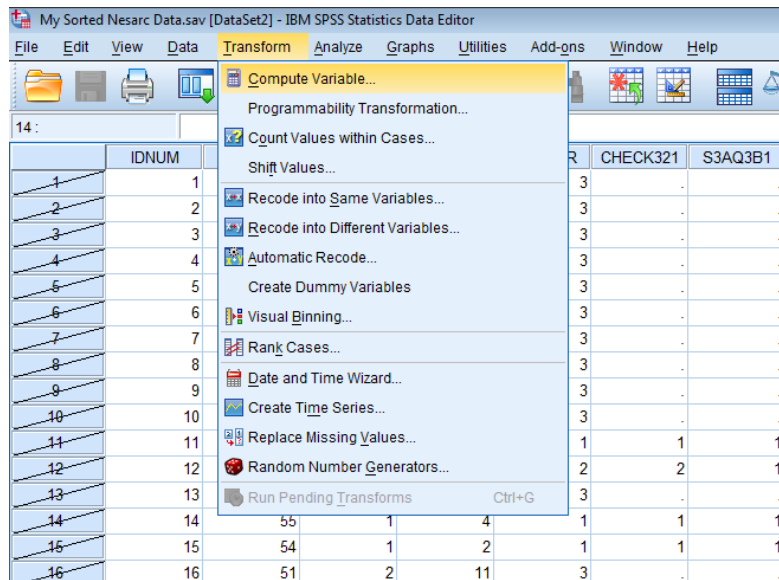 My Sorted Nesarc Data.sav [DataSet2] - IBM SPSS Statistics Data Editor
File Edit View Data Transform Analyze Graphs Utilities Add-ons Window Help
14 :
Compute Variable...
Programmability Transformation...
Count Values within Cases...
Shift Values...
Recode into Same Variables...
Recode into Different Variables...
Automatic Recode...
Create Dummy Variables
Visual Binning...
Rank Cases...
Date and Time Wizard...
Create Time Series...
Replace Missing Values...
Random Number Generators...
Run Pending Transforms Ctrl+G
IDNUM R CHECK321 S3AQ3B1
1 1 3 .
2 2 3 .
3 3 3 .
4 4 3 .
5 5 3 .
6 6 3 .
7 7 3 .
8 8 3 .
9 9 3 .
10 10 3 .
11 11 1 1 1
12 12 2 2 1
13 13 3 .
14 14 55 1 4 1 1 1
15 15 54 1 2 1 1 1
16 16 51 2 11 3 .